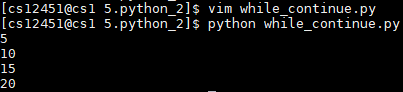 [cs12451@cs1 5.python_2]$ vim while_continue.py
[cs12451@cs1 5.python_2]$ python while_continue.py
5
10
15
20